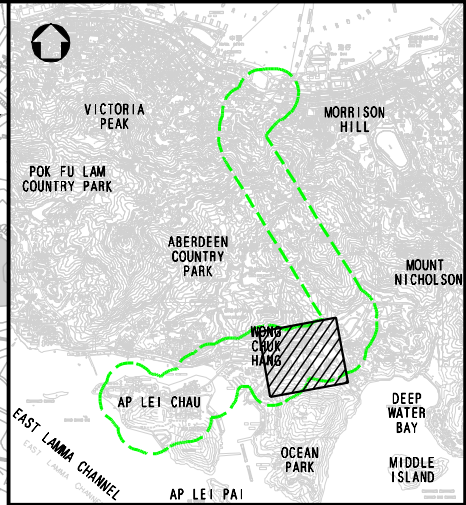 VICTORIA
PEAK
MORRISON
HILL
POK FU LAM
COUNTRY PARK
ABERDEEN
COUNTRY
PARK
MOUNT
NICHOLSON
WONG
CHUK
HANG
AP LEI CHAU
DEEP
WATER
BAY
EAST LAMMA CHANNEL
OCEAN
PARK
MIDDLE
ISLAND
AP LEI PAI